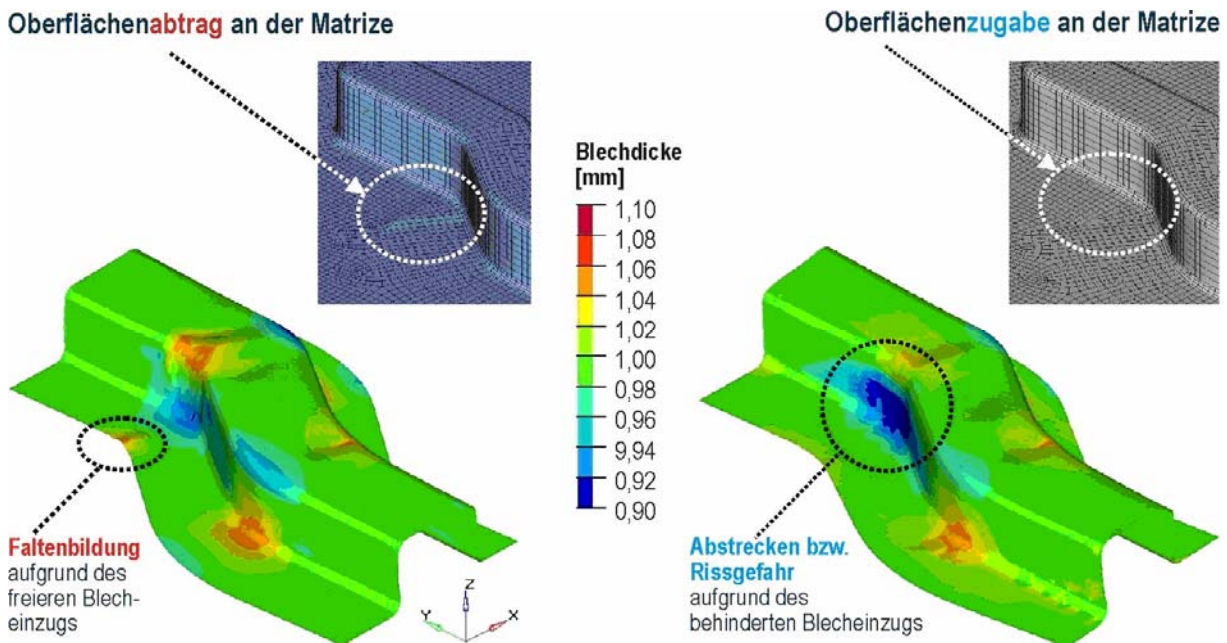 Oberflächenabtrag an der Matrize
Oberflächenzugabe an der Matrize
Blechdicke
[mm]
1,10
1,08
1,06
1,04
1,02
1,00
0,98
0,96
9,94
0,92
0,90
Faltenbildung
aufgrund des
freieren Blech-
einzugs
Z
Y
X
Abstrecken bzw.
Rissgefahr
aufgrund des
behinderten Blecheinzugs